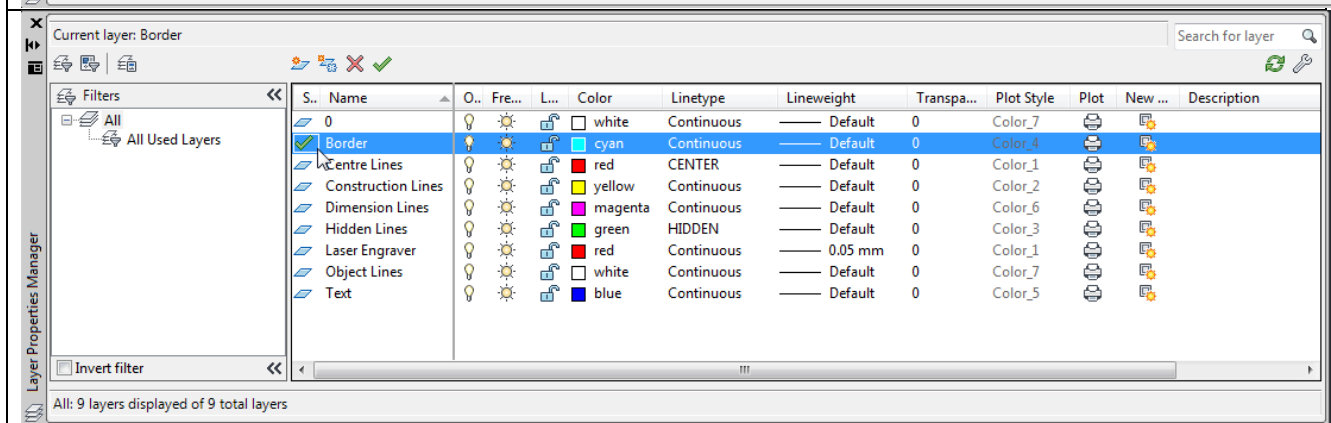 Current layer: Border
Search for layer
Filters
All
All Used Layers
Invert filter
S.. Name O.. Fre... L... Color Linetype Lineweight Transpa... Plot Style Plot New ... Description
0 white Continuous Default 0 Color_7
Border cyan Continuous Default 0 Color_4
Centre Lines red CENTER Default 0 Color_1
Construction Lines yellow Continuous Default 0 Color_2
Dimension Lines magenta Continuous Default 0 Color_6
Hidden Lines green HIDDEN Default 0 Color_3
Laser Engraver red Continuous 0.05 mm 0 Color_1
Object Lines white Continuous Default 0 Color_7
Text blue Continuous Default 0 Color_5
All: 9 layers displayed of 9 total layers
Layer Properties Manager